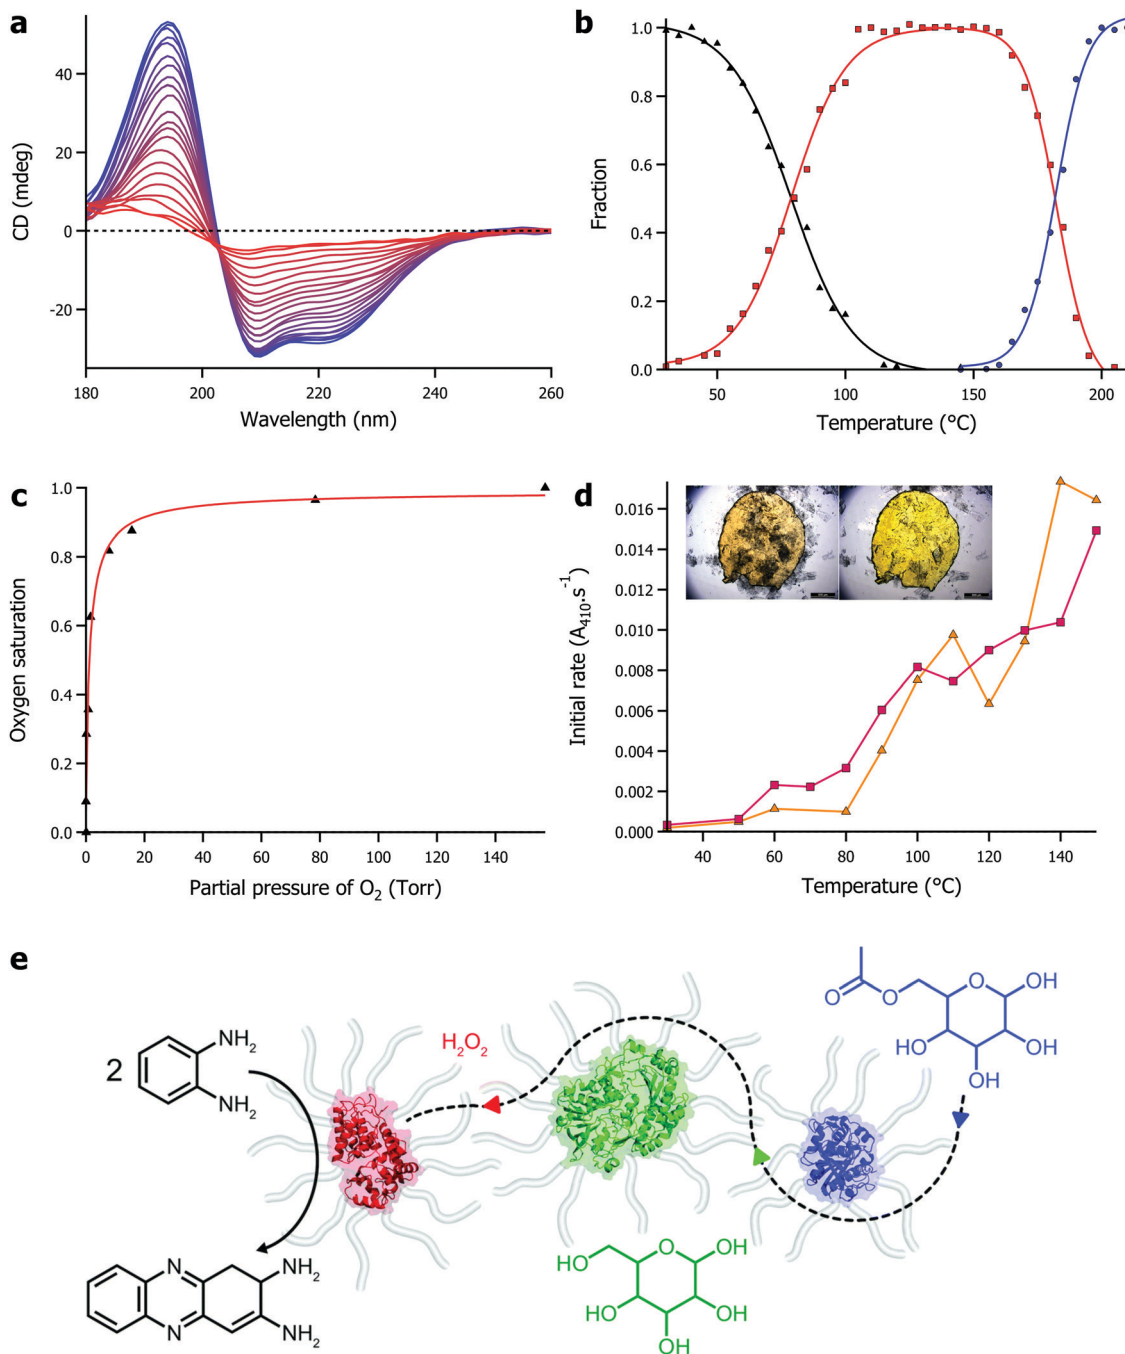 a
CD (mdeg)
40
20
0
-20
180
200
220
240
260
Wavelength (nm)
b
Fraction
1.0
0.8
0.6
0.4
0.2
0.0
50
100
150
200
Temperature (°C)
c
Oxygen saturation
1.0
0.8
0.6
0.4
0.2
0.0
0
20
40
60
80
100
120
140
Partial pressure of O₂ (Torr)
d
Initial rate (A₄₁₀.s⁻¹)
0.016
0.014
0.012
0.010
0.008
0.006
0.004
0.002
0.000
40
60
80
100
120
140
Temperature (°C)
e
2
NH₂
NH₂
H₂O₂
O
O
O
OH
HO
OH
OH
N
N
NH₂
NH₂
HO
O
OH
HO
OH
OH